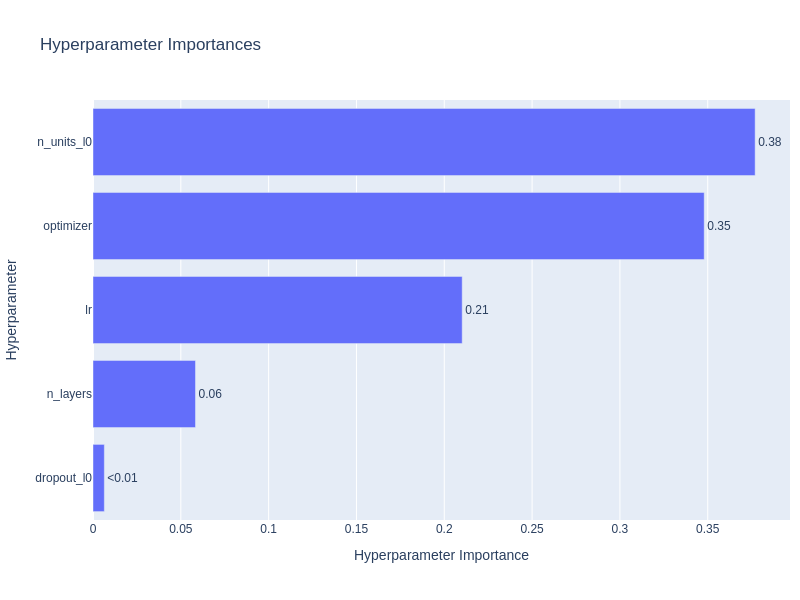 Hyperparameter Importances
n_units_l0
0.38
optimizer
0.35
lr
0.21
n_layers
0.06
dropout_l0
<0.01
0
0.05
0.1
0.15
0.2
0.25
0.3
0.35
Hyperparameter Importance
Hyperparameter